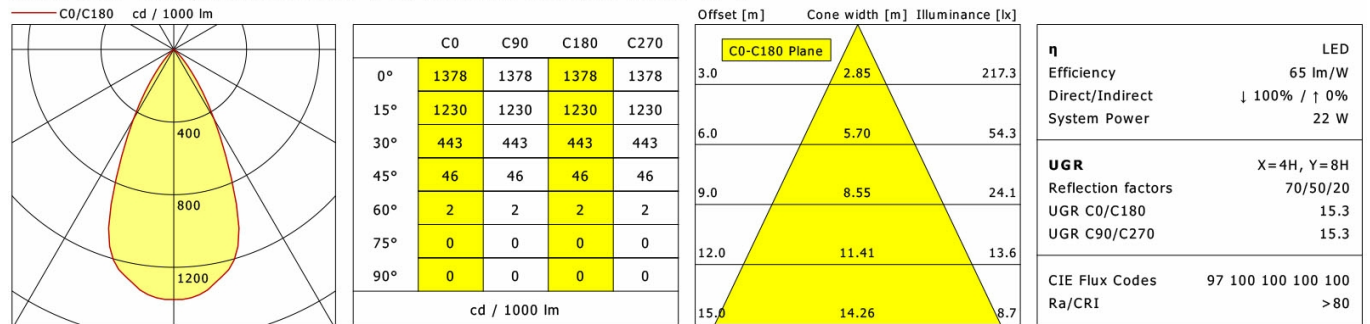 C0/C180 cd / 1000 lm
400
800
1200
C0 C90 C180 C270
0° 1378 1378 1378 1378
15° 1230 1230 1230 1230
30° 443 443 443 443
45° 46 46 46 46
60° 2 2 2 2
75° 0 0 0 0
90° 0 0 0 0
cd / 1000 lm
Offset [m] Cone width [m] Illuminance [lx]
C0-C180 Plane
3.0 2.85 217.3
6.0 5.70 54.3
9.0 8.55 24.1
12.0 11.41 13.6
15.0 14.26 8.7
η LED
Efficiency 65 lm/W
Direct/Indirect ↓ 100% / ↑ 0%
System Power 22 W
UGR X=4H, Y=8H
Reflection factors 70/50/20
UGR C0/C180 15.3
UGR C90/C270 15.3
CIE Flux Codes 97 100 100 100 100
Ra/CRI >80